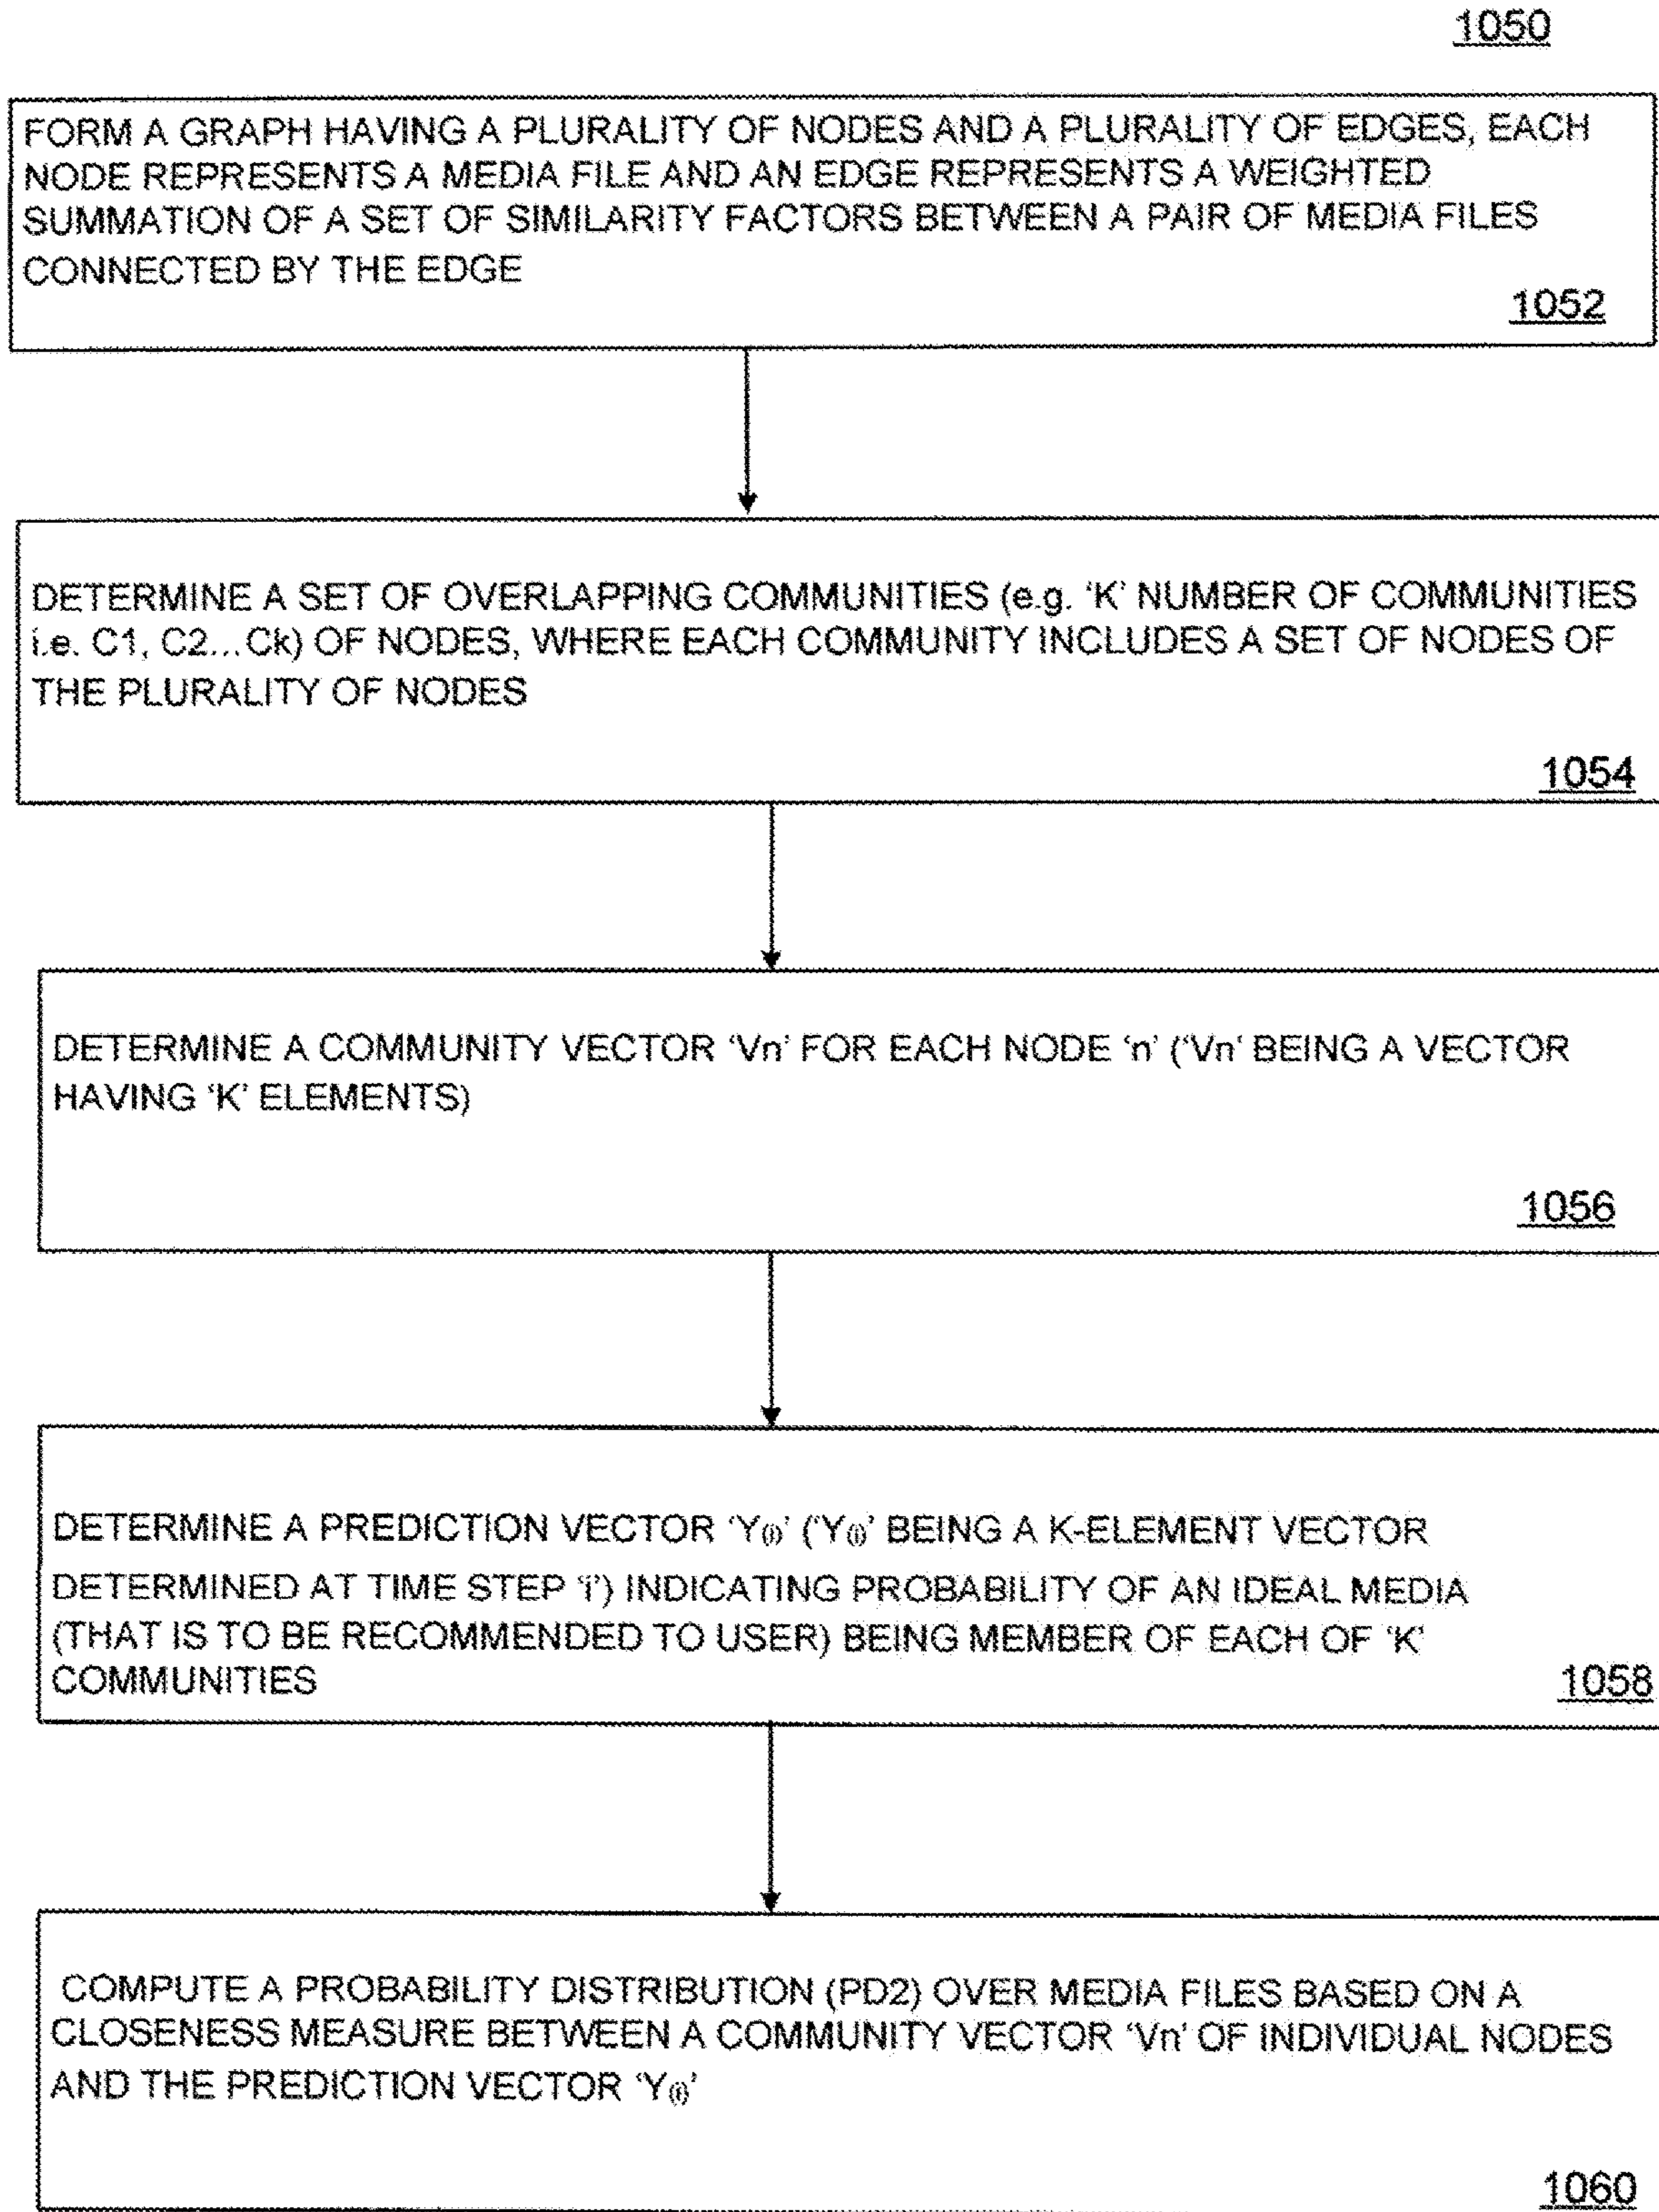 1050
FORM A GRAPH HAVING A PLURALITY OF NODES AND A PLURALITY OF EDGES, EACH
NODE REPRESENTS A MEDIA FILE AND AN EDGE REPRESENTS A WEIGHTED
SUMMATION OF A SET OF SIMILARITY FACTORS BETWEEN A PAIR OF MEDIA FILES
CONNECTED BY THE EDGE
1052
DETERMINE A SET OF OVERLAPPING COMMUNITIES (e.g. ‘K’ NUMBER OF COMMUNITIES
i.e. C1, C2...Ck) OF NODES, WHERE EACH COMMUNITY INCLUDES A SET OF NODES OF
THE PLURALITY OF NODES
1054
DETERMINE A COMMUNITY VECTOR ‘Vn’ FOR EACH NODE ‘n’ (‘Vn’ BEING A VECTOR
HAVING ‘K’ ELEMENTS)
1056
DETERMINE A PREDICTION VECTOR ‘Y(i)’ (‘Y(i)’ BEING A K-ELEMENT VECTOR
DETERMINED AT TIME STEP ‘i’) INDICATING PROBABILITY OF AN IDEAL MEDIA
(THAT IS TO BE RECOMMENDED TO USER) BEING MEMBER OF EACH OF ‘K’
COMMUNITIES
1058
COMPUTE A PROBABILITY DISTRIBUTION (PD2) OVER MEDIA FILES BASED ON A
CLOSENESS MEASURE BETWEEN A COMMUNITY VECTOR ‘Vn’ OF INDIVIDUAL NODES
AND THE PREDICTION VECTOR ‘Y(i)’
1060